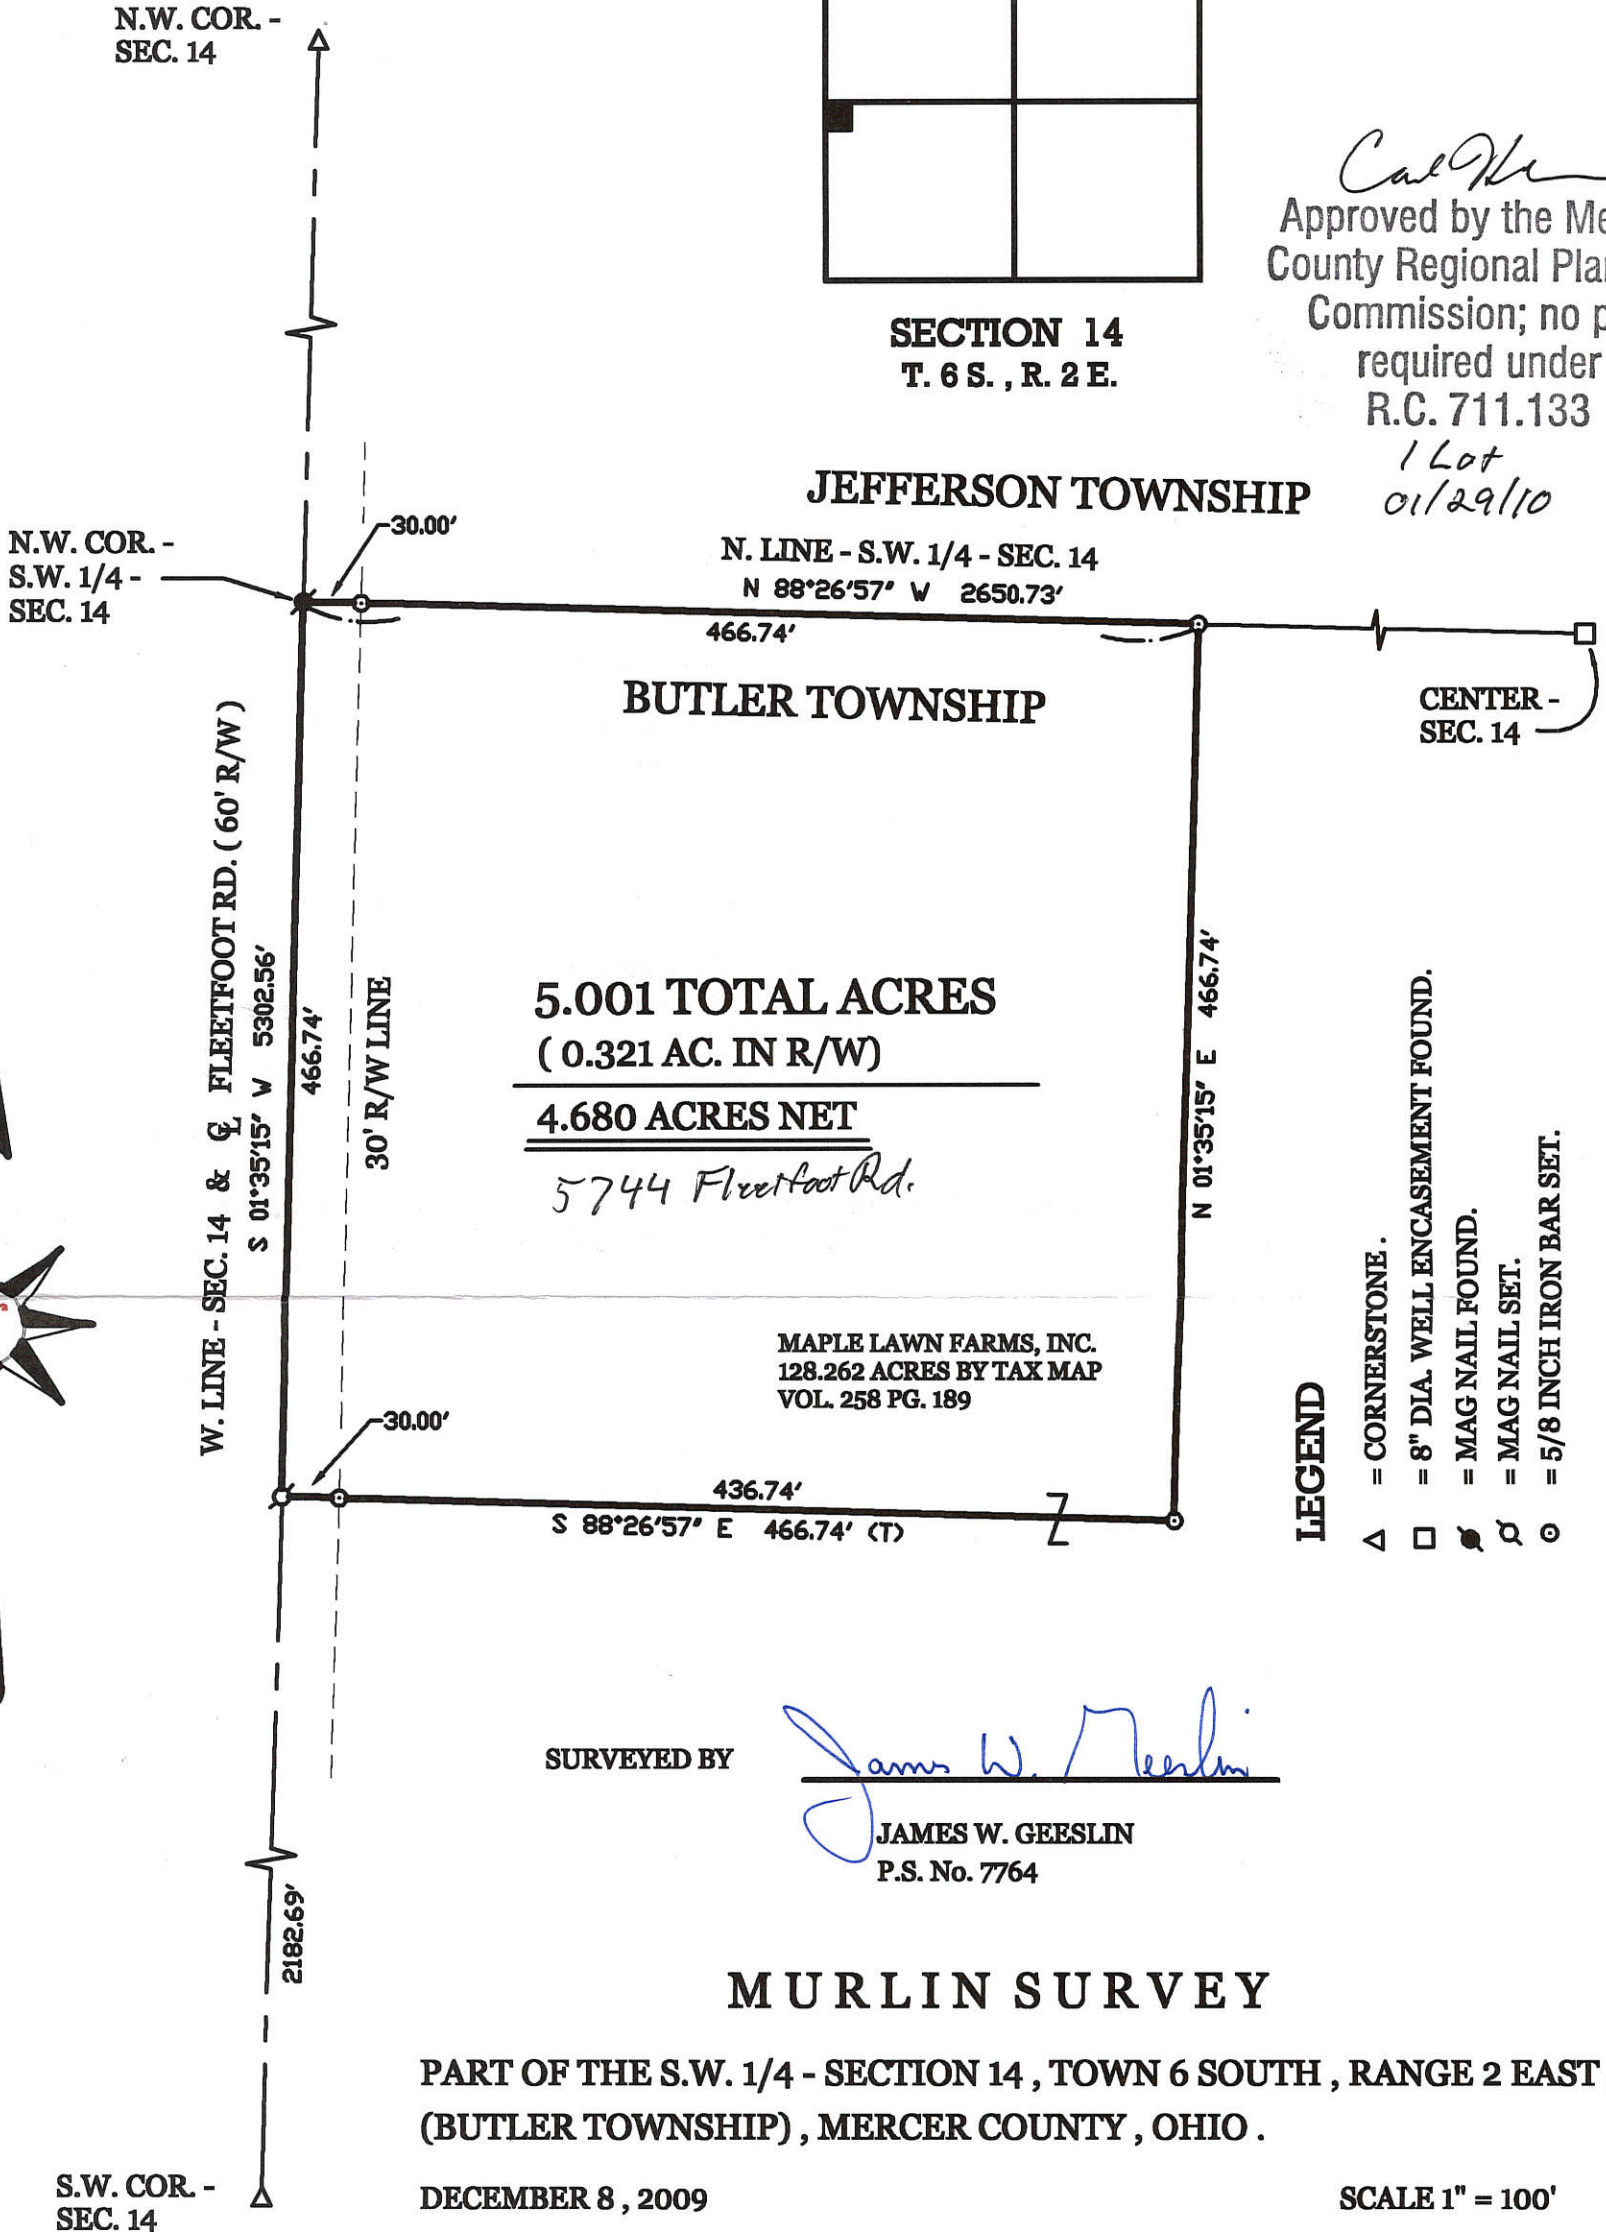 N.W. COR. -
SEC. 14
SECTION 14
T. 6 S. , R. 2 E.
Approved by the Me
County Regional Pla
Commission; no p
required under
R.C. 711.133
1 Lot
01/29/10
JEFFERSON TOWNSHIP
30.00'
N.W. COR. -
S.W. 1/4 -
SEC. 14
N. LINE - S.W. 1/4 - SEC. 14
N 88°26'57" W 2650.73'
466.74'
BUTLER TOWNSHIP
CENTER -
SEC. 14
W. LINE - SEC. 14 & ℄ FLEETFOOT RD. ( 60' R/W )
S 01°35'15" W 5302.56'
466.74'
30' R/W LINE
5.001 TOTAL ACRES
( 0.321 AC. IN R/W)
4.680 ACRES NET
5744 Fleetfoot Rd.
N 01°35'15" E 466.74'
MAPLE LAWN FARMS, INC.
128.262 ACRES BY TAX MAP
VOL. 258 PG. 189
30.00'
436.74'
S 88°26'57" E 466.74' (T)
LEGEND
= CORNERSTONE .
= 8" DIA. WELL ENCASEMENT FOUND.
= MAG NAIL FOUND.
= MAG NAIL SET.
= 5/8 INCH IRON BAR SET.
SURVEYED BY
James W. Geeslin
JAMES W. GEESLIN
P.S. No. 7764
2182.69'
MURLIN SURVEY
PART OF THE S.W. 1/4 - SECTION 14 , TOWN 6 SOUTH , RANGE 2 EAST
(BUTLER TOWNSHIP) , MERCER COUNTY , OHIO .
S.W. COR. -
SEC. 14
DECEMBER 8 , 2009
SCALE 1" = 100'